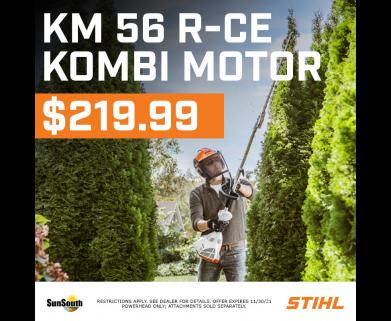 KM 56 R-CE
KOMBI MOTOR
$219.99
SunSouth
RESTRICTIONS APPLY. SEE DEALER FOR DETAILS. OFFER EXPIRES 11/30/21
POWERHEAD ONLY; ATTACHMENTS SOLD SEPARATELY.
STIHL